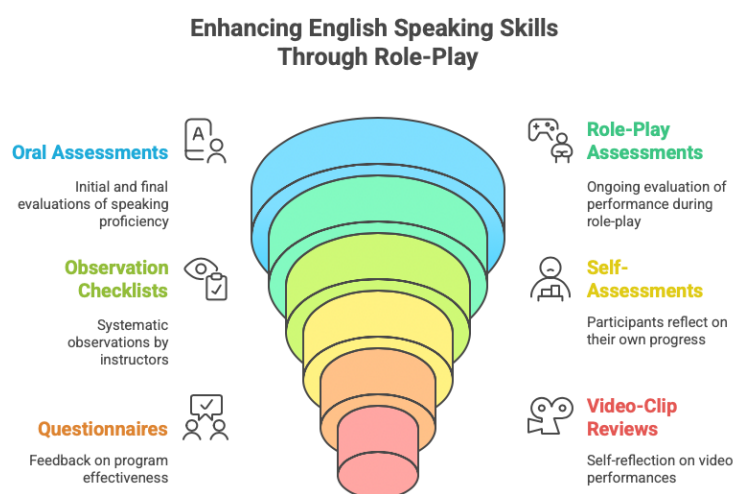 Enhancing English Speaking Skills
Through Role-Play
A
Oral Assessments
Initial and final
evaluations of speaking
proficiency
Role-Play
Assessments
Ongoing evaluation of
performance during
role-play
Observation
Checklists
Systematic
observations by
instructors
Self-
Assessments
Participants reflect on
their own progress
Questionnaires
Feedback on program
effectiveness
Video-Clip
Reviews
Self-reflection on video
performances